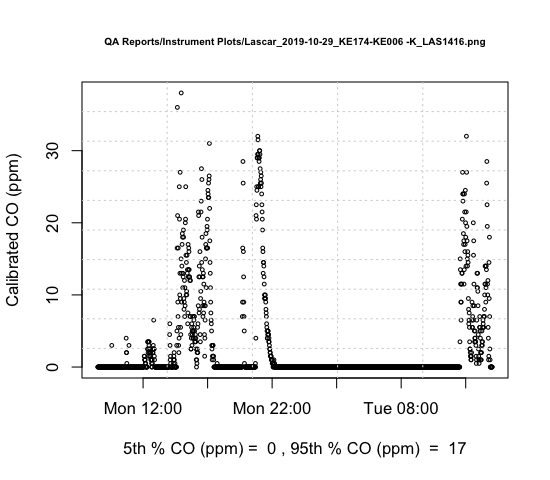 QA Reports/Instrument Plots/Lascar_2019-10-29_KE174-KE006 -K_LAS1416.png
Calibrated CO (ppm)
30
20
10
0
Mon 12:00 Mon 22:00 Tue 08:00
5th % CO (ppm) = 0 , 95th % CO (ppm) = 17